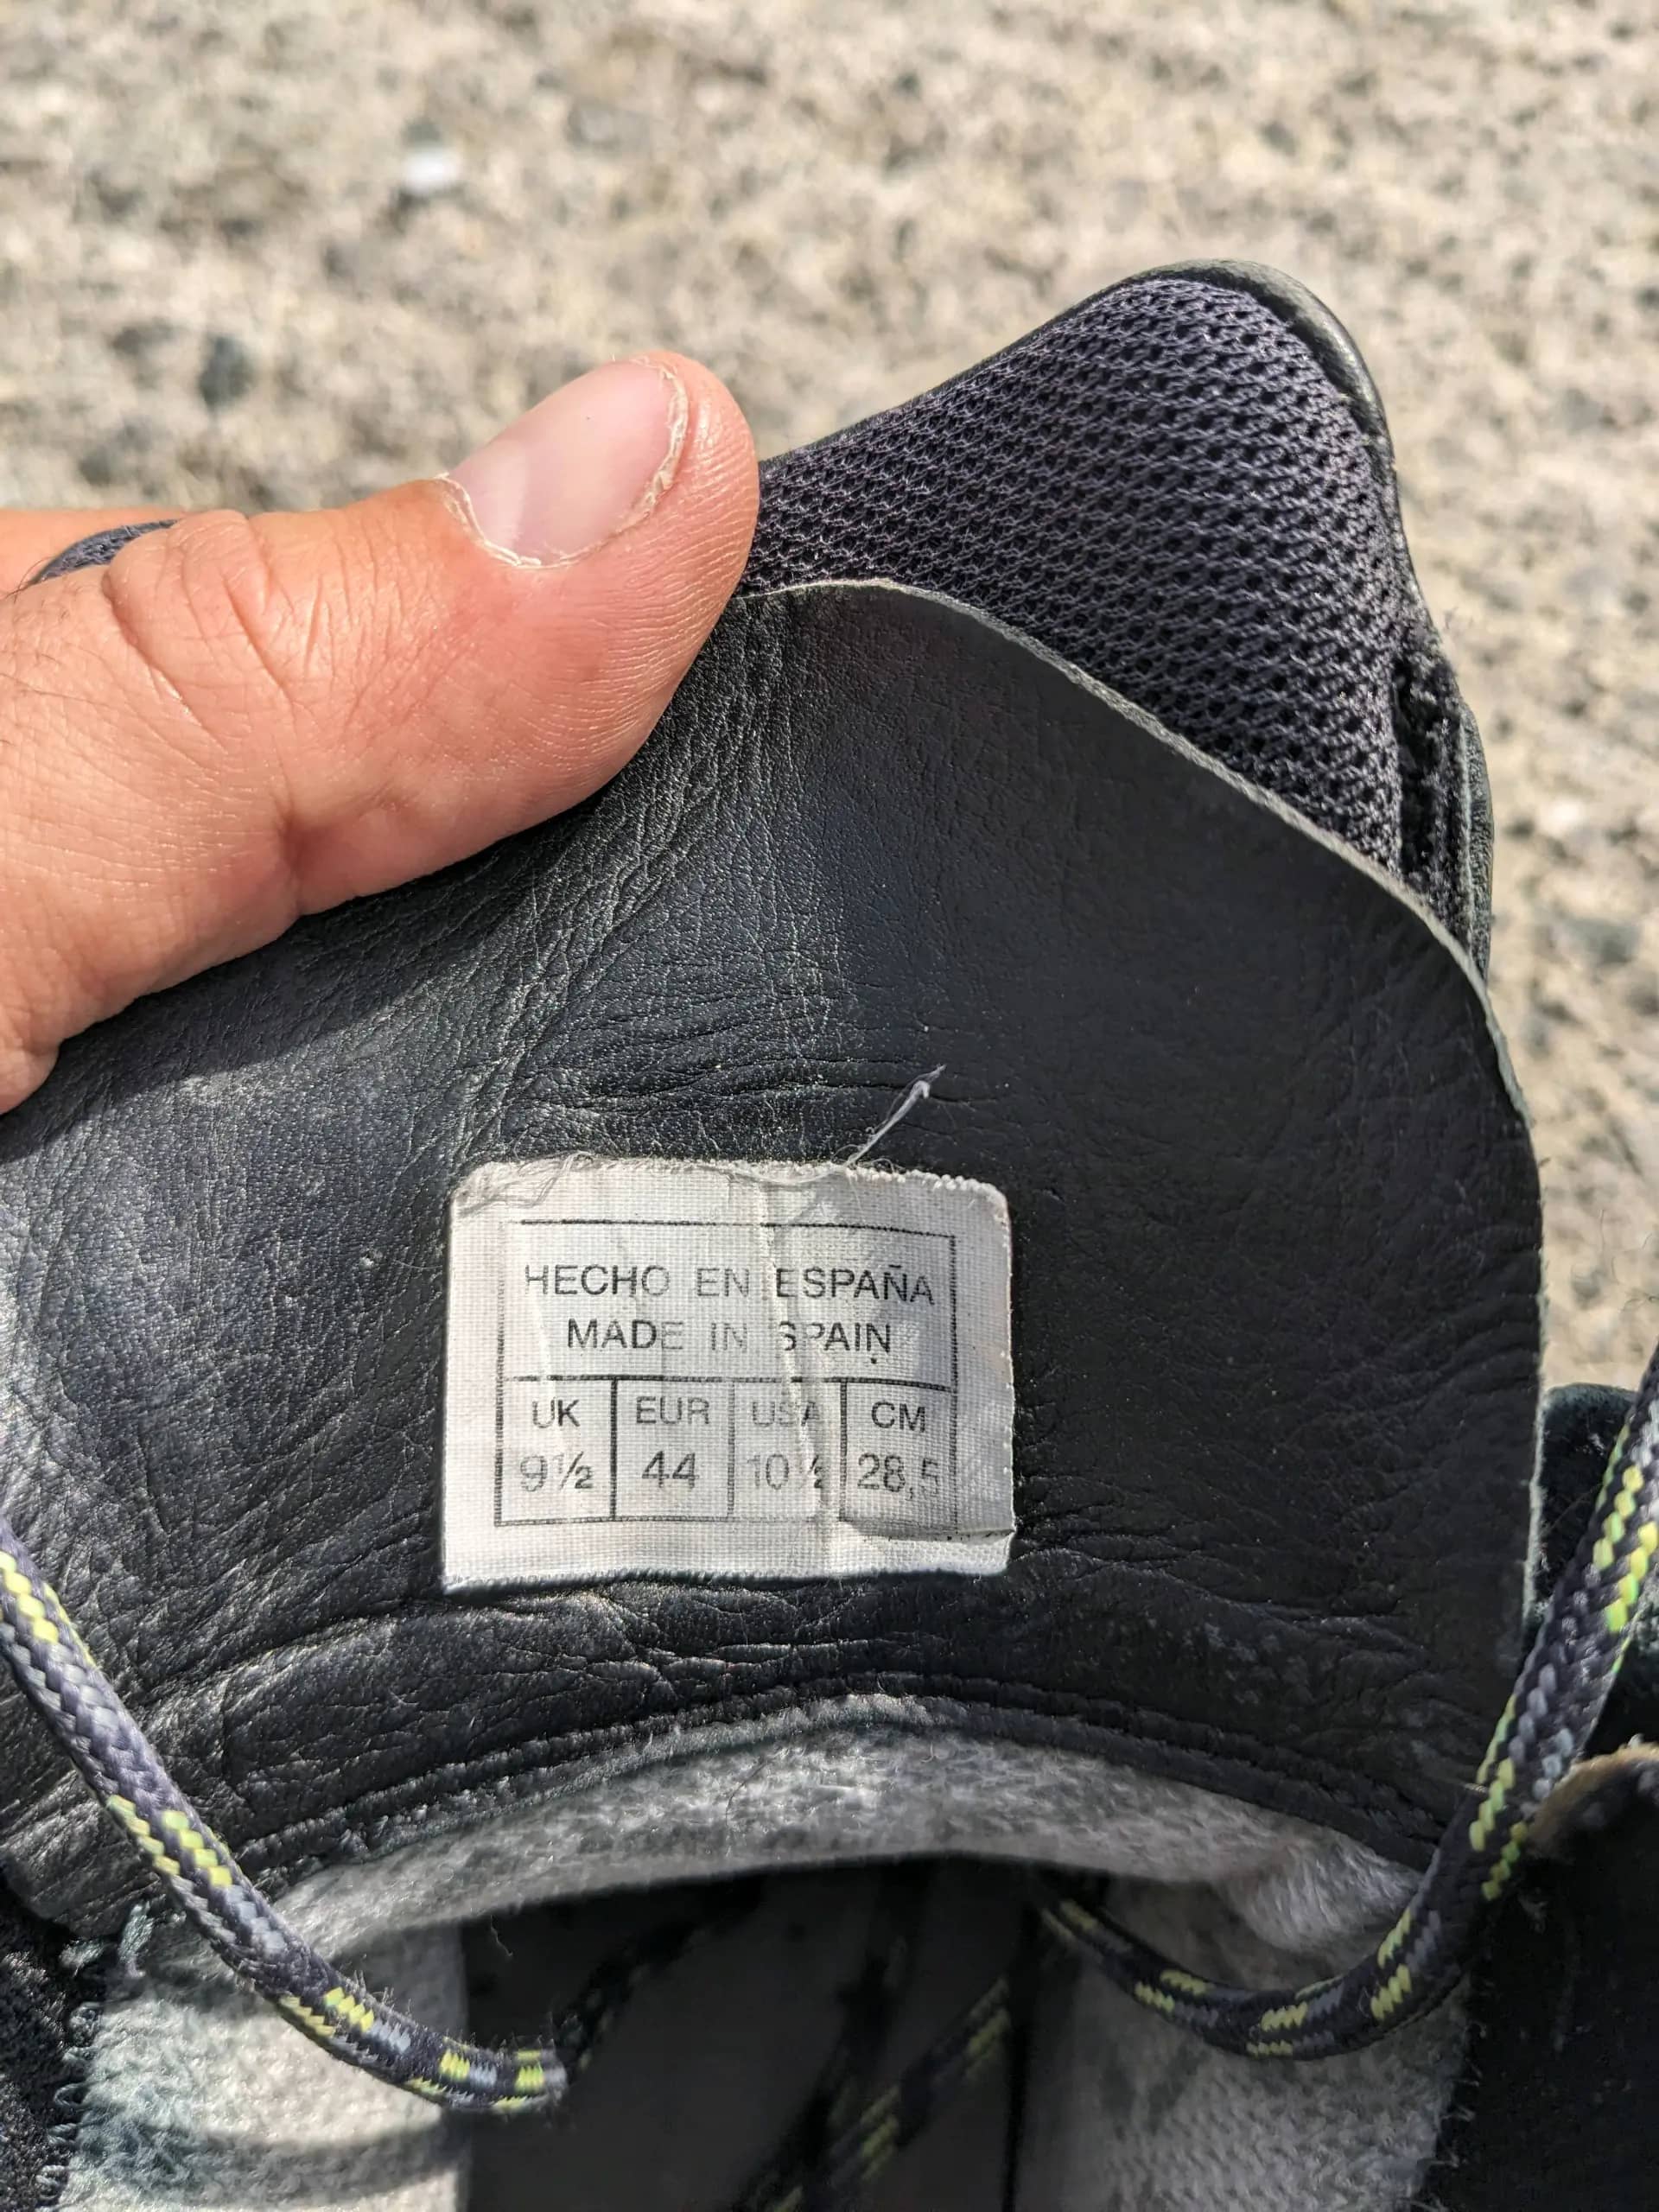 HECHO EN ESPAÑA
MADE IN SPAIN
UK EUR USA CM
9½ 44 10½ 28,5